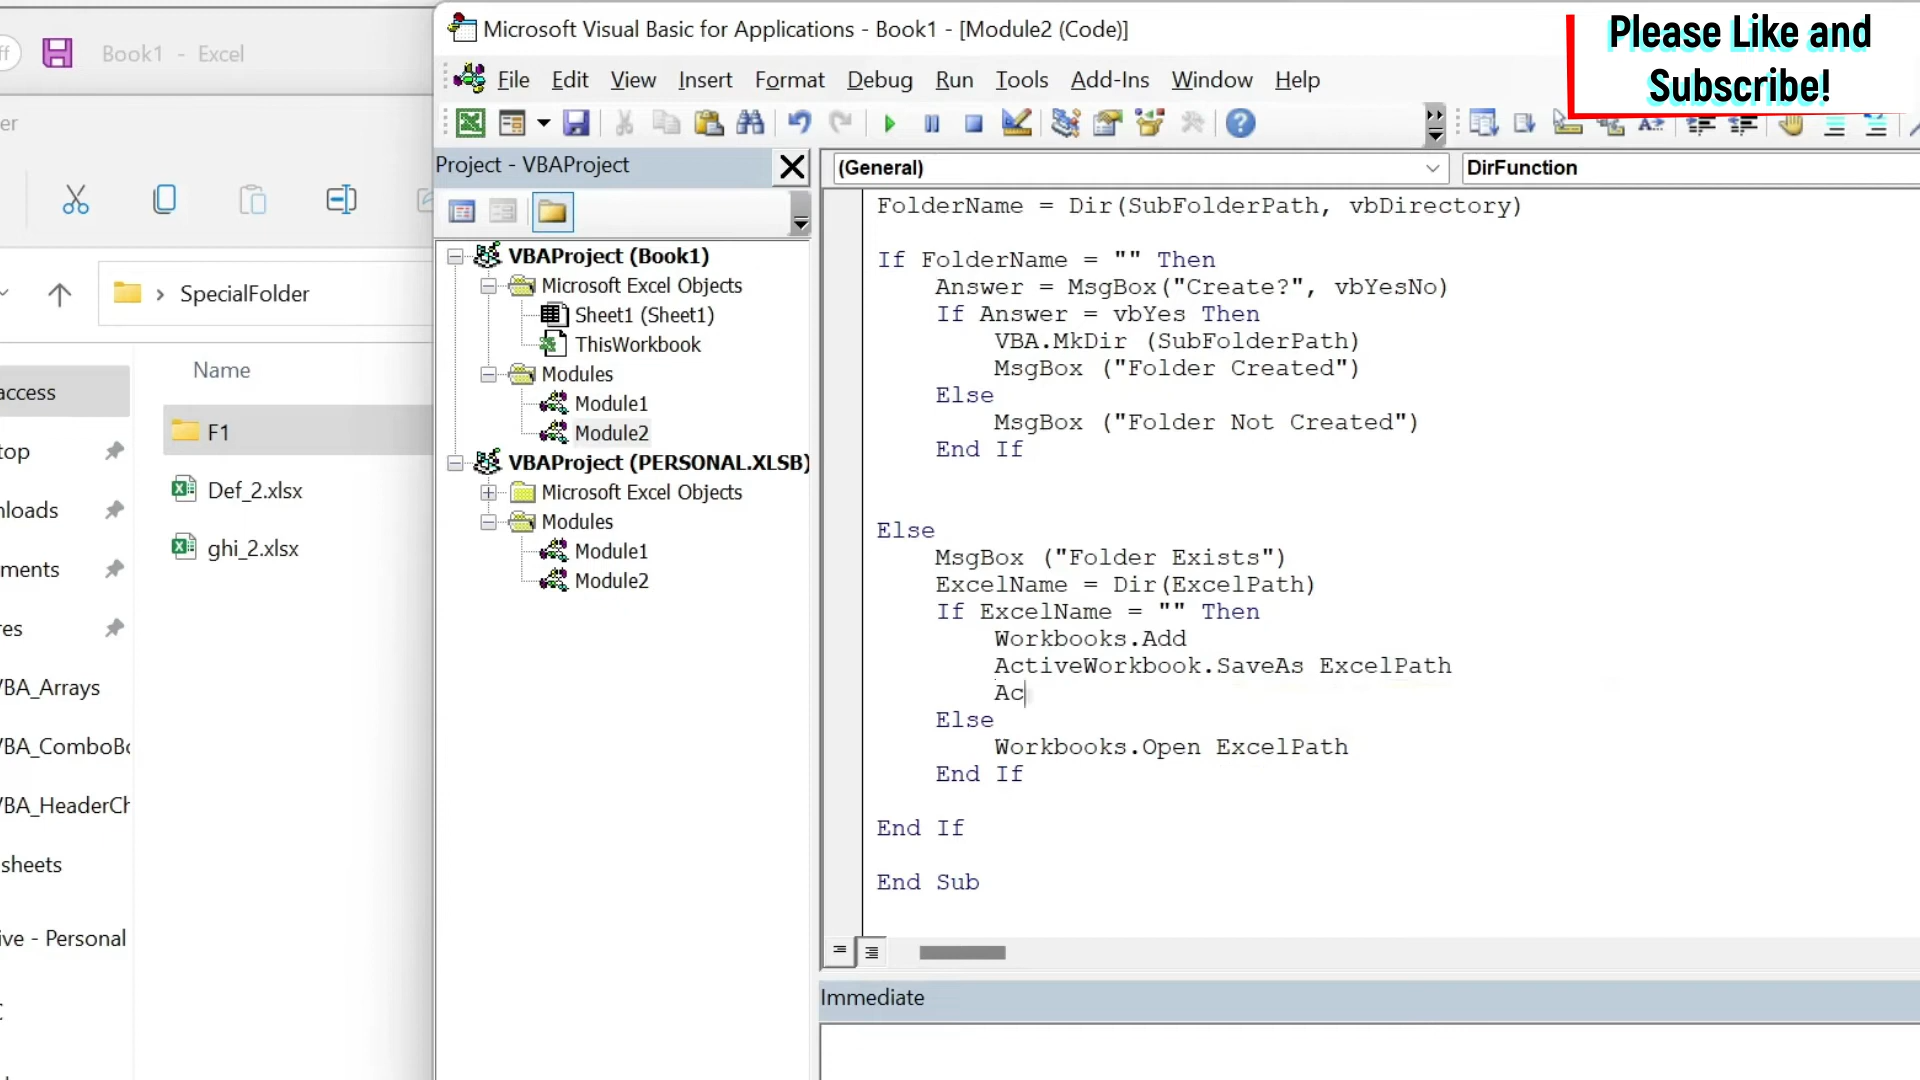 Microsoft Visual Basic for Applications - Book1 - [Module2 (Code)]
Please Like and
Subscribe!
Book1 - Excel
File Edit View Insert Format Debug Run Tools Add-Ins Window Help
Project - VBAProject
(General)
DirFunction
VBAProject (Book1)
Microsoft Excel Objects
Sheet1 (Sheet1)
ThisWorkbook
Modules
Module1
Module2
VBAProject (PERSONAL.XLSB)
Microsoft Excel Objects
Modules
Module1
Module2
SpecialFolder
Name
F1
Def_2.xlsx
ghi_2.xlsx
access
top
nloads
ments
res
VBA_Arrays
VBA_HeaderCh
sheets
ive - Personal
FolderName = Dir(SubFolderPath, vbDirectory)
If FolderName = "" Then
Answer = MsgBox("Create?", vbYesNo)
If Answer = vbYes Then
VBA.MkDir (SubFolderPath)
MsgBox ("Folder Created")
Else
MsgBox ("Folder Not Created")
End If
Else
MsgBox ("Folder Exists")
ExcelName = Dir(ExcelPath)
If ExcelName = "" Then
Workbooks.Add
ActiveWorkbook.SaveAs ExcelPath
Ac
Else
Workbooks.Open ExcelPath
End If
End If
End Sub
Immediate